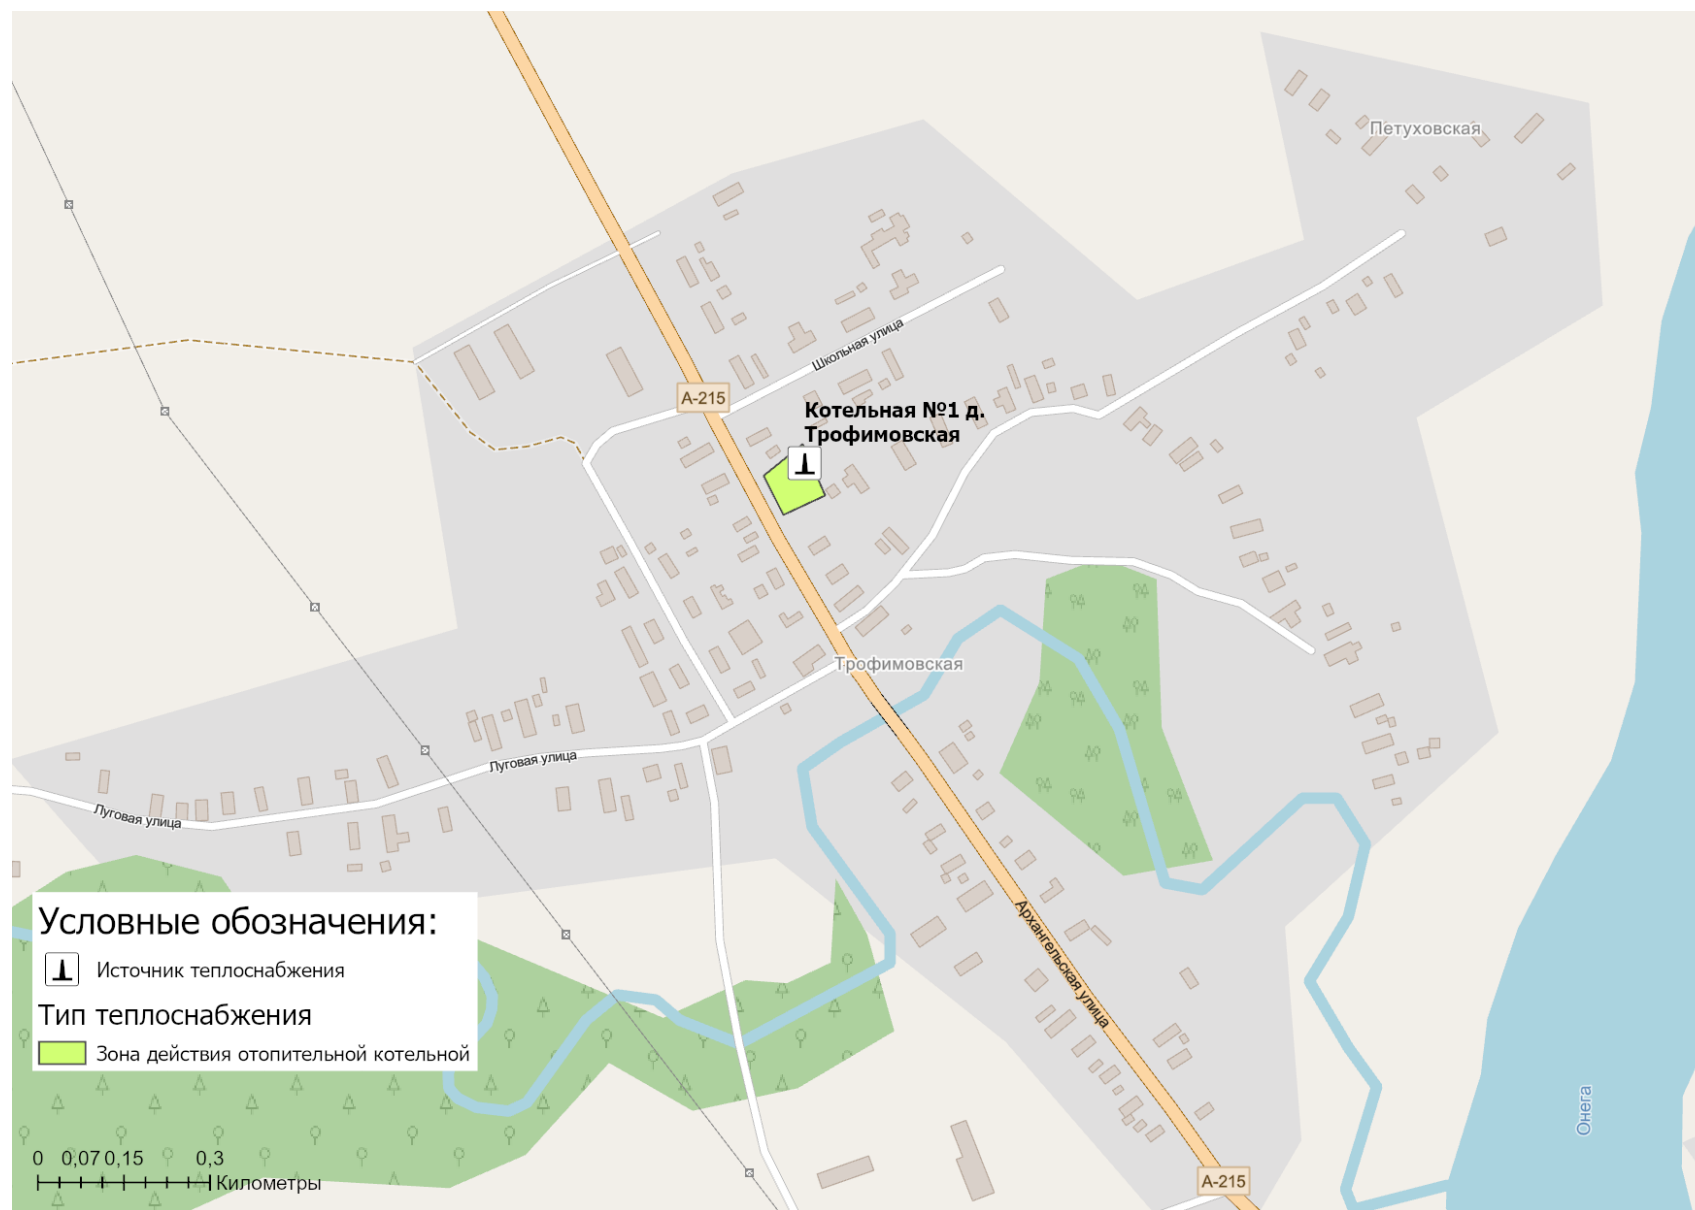 Петуховская
Школьная улица
А-215
Котельная №1 д.
Трофимовская
Трофимовская
Луговая улица
Луговая улица
Архангельская улица
Условные обозначения:
Источник теплоснабжения
Тип теплоснабжения
Зона действия отопительной котельной
Онега
0 0,07 0,15 0,3
Километры
А-215